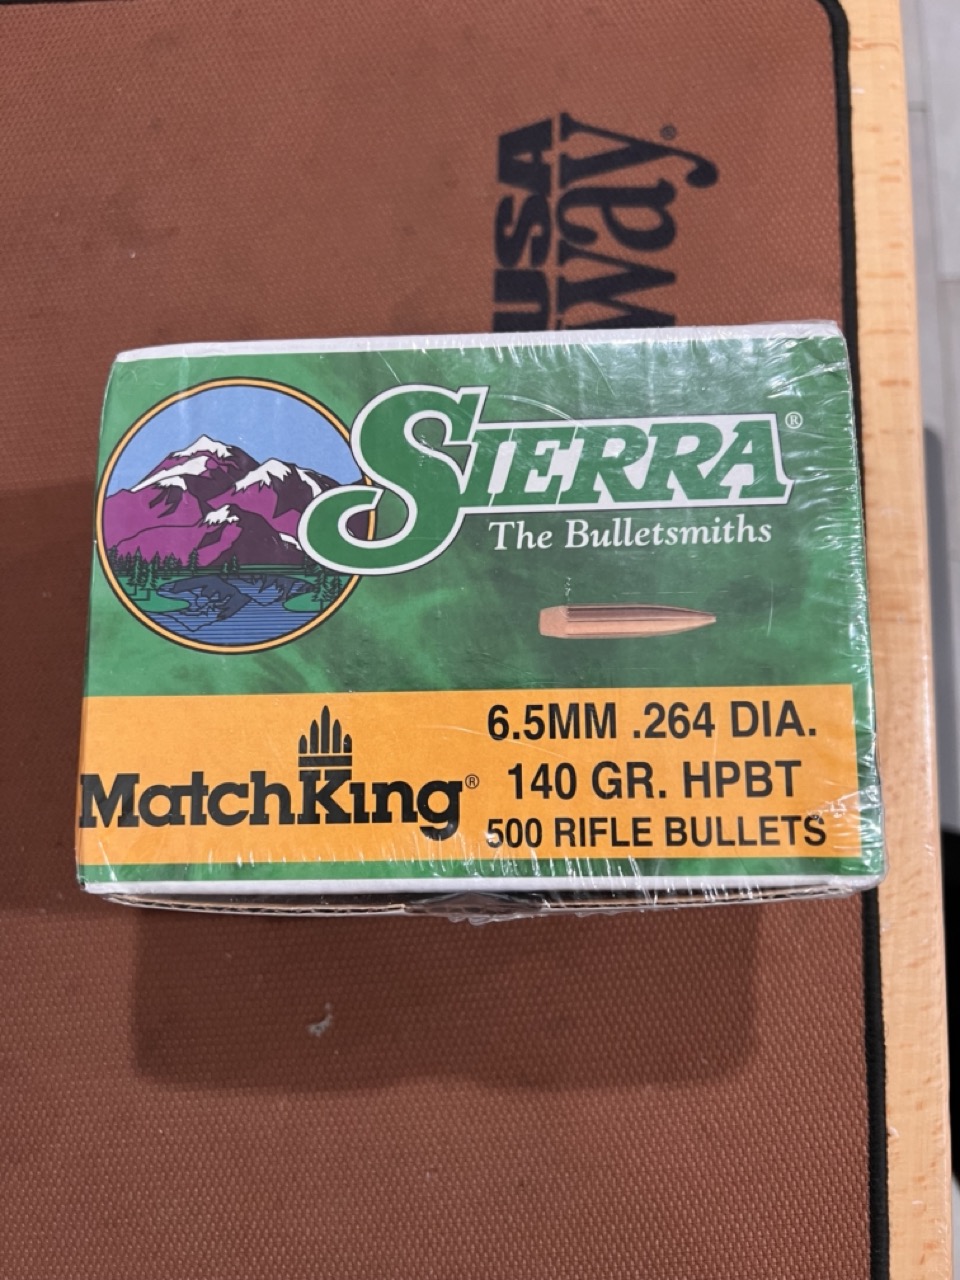 USA
way®
SIERRA®
The Bulletsmiths
6.5MM .264 DIA.
MatchKing®
140 GR. HPBT
500 RIFLE BULLETS